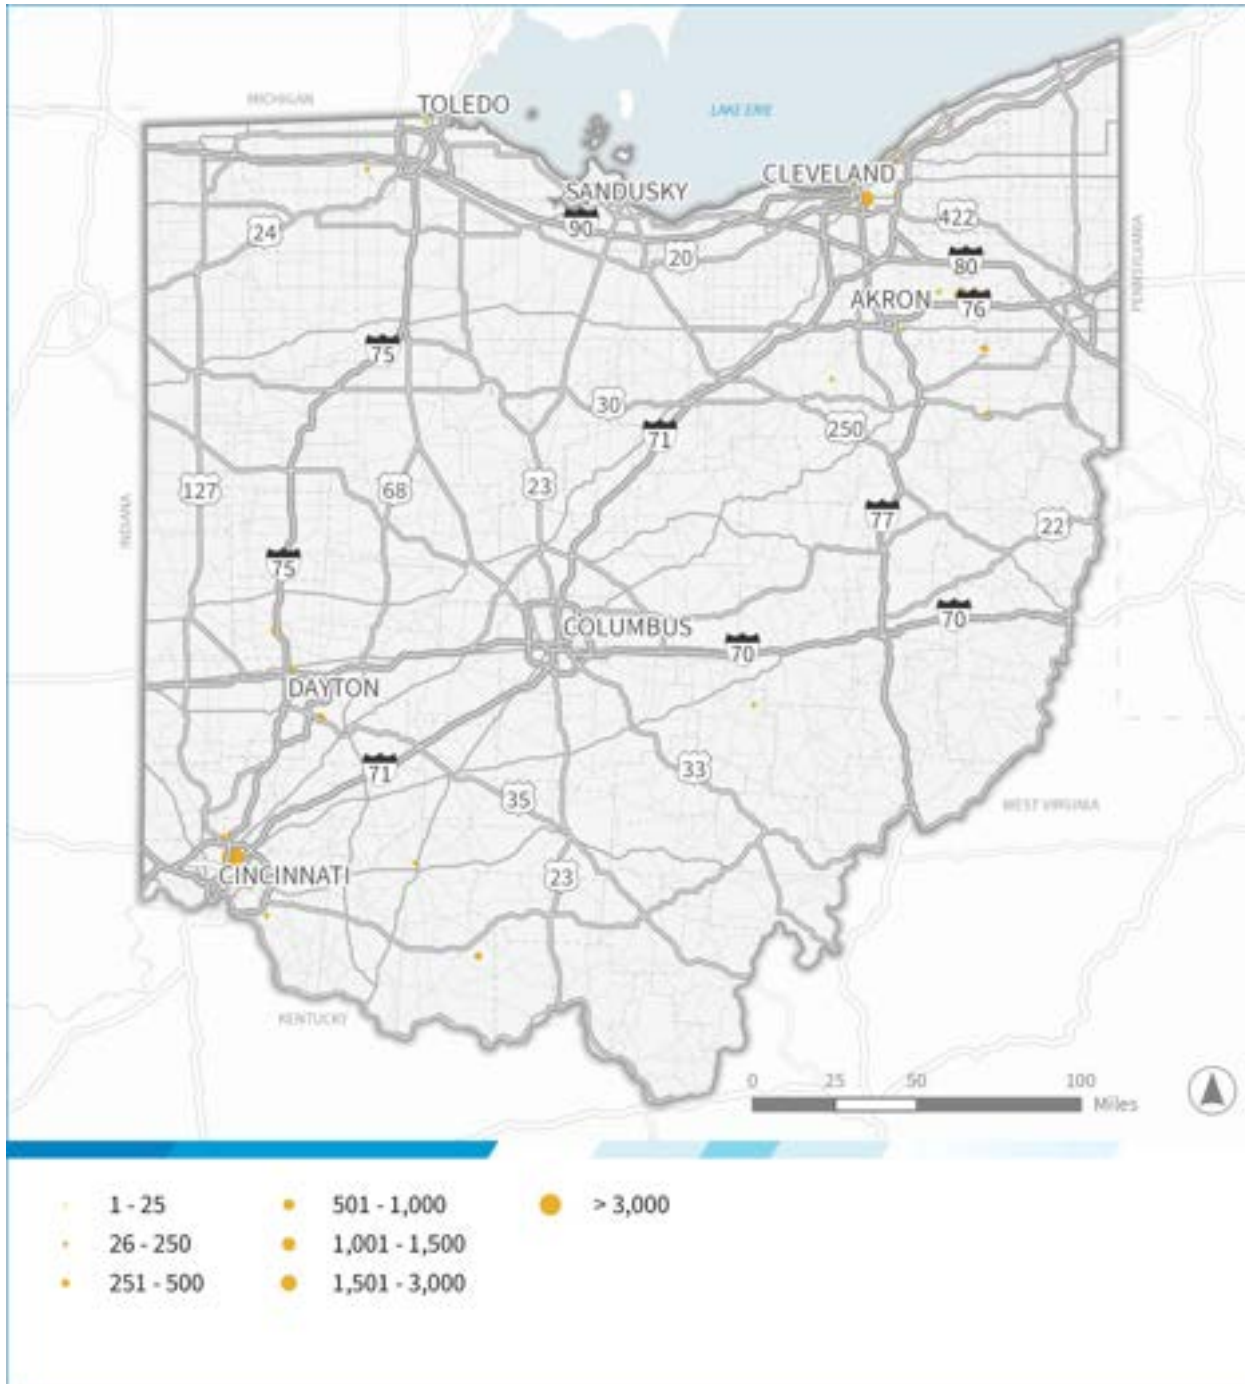 MICHIGAN
TOLEDO
LAKE ERIE
CLEVELAND
SANDUSKY
90
422
24
20
80
PENNSYLVANIA
AKRON
76
75
30
71
250
127
68
23
77
22
INDIANA
75
70
COLUMBUS
70
DAYTON
71
33
35
WEST VIRGINIA
CINCINNATI
23
KENTUCKY
0 25 50 100
Miles
1 - 25
26 - 250
251 - 500
501 - 1,000
1,001 - 1,500
1,501 - 3,000
> 3,000